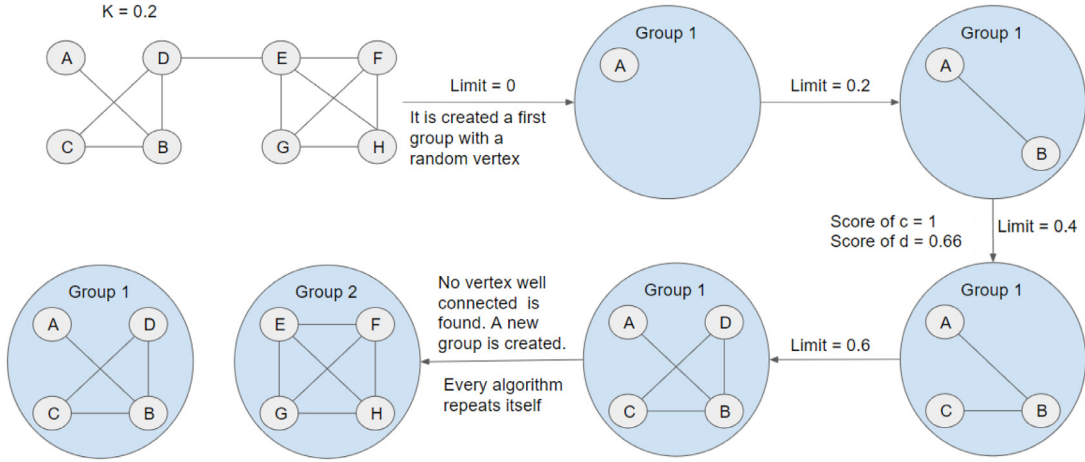 K = 0.2
A
D
E
F
C
B
G
H
Limit = 0
It is created a first
group with a
random vertex
Group 1
A
Limit = 0.2
Group 1
A
B
Score of c = 1
Score of d = 0.66
Limit = 0.4
Group 1
A
C
B
Limit = 0.6
Group 1
A
D
C
B
No vertex well
connected is
found. A new
group is created.
Every algorithm
repeats itself
Group 2
E
F
G
H
Group 1
A
D
C
B